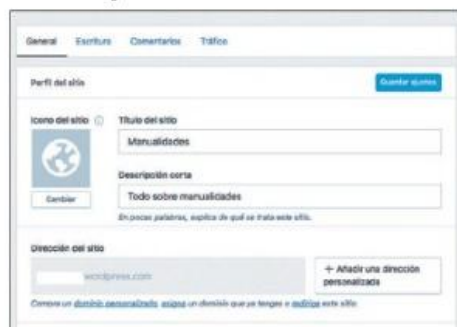 General Escritura Comentarios Tráfico
Perfil del sitio Guardar ajustes
Icono del sitio Título del sitio
Manualidades
Descripción corta
Cambiar Todo sobre manualidades
En pocas palabras, explica de qué se trata este sitio.
Dirección del sitio
wordpress.com + Añadir una dirección
personalizada
Compra un dominio personalizado, asigna un dominio que ya tengas o redirige este sitio.